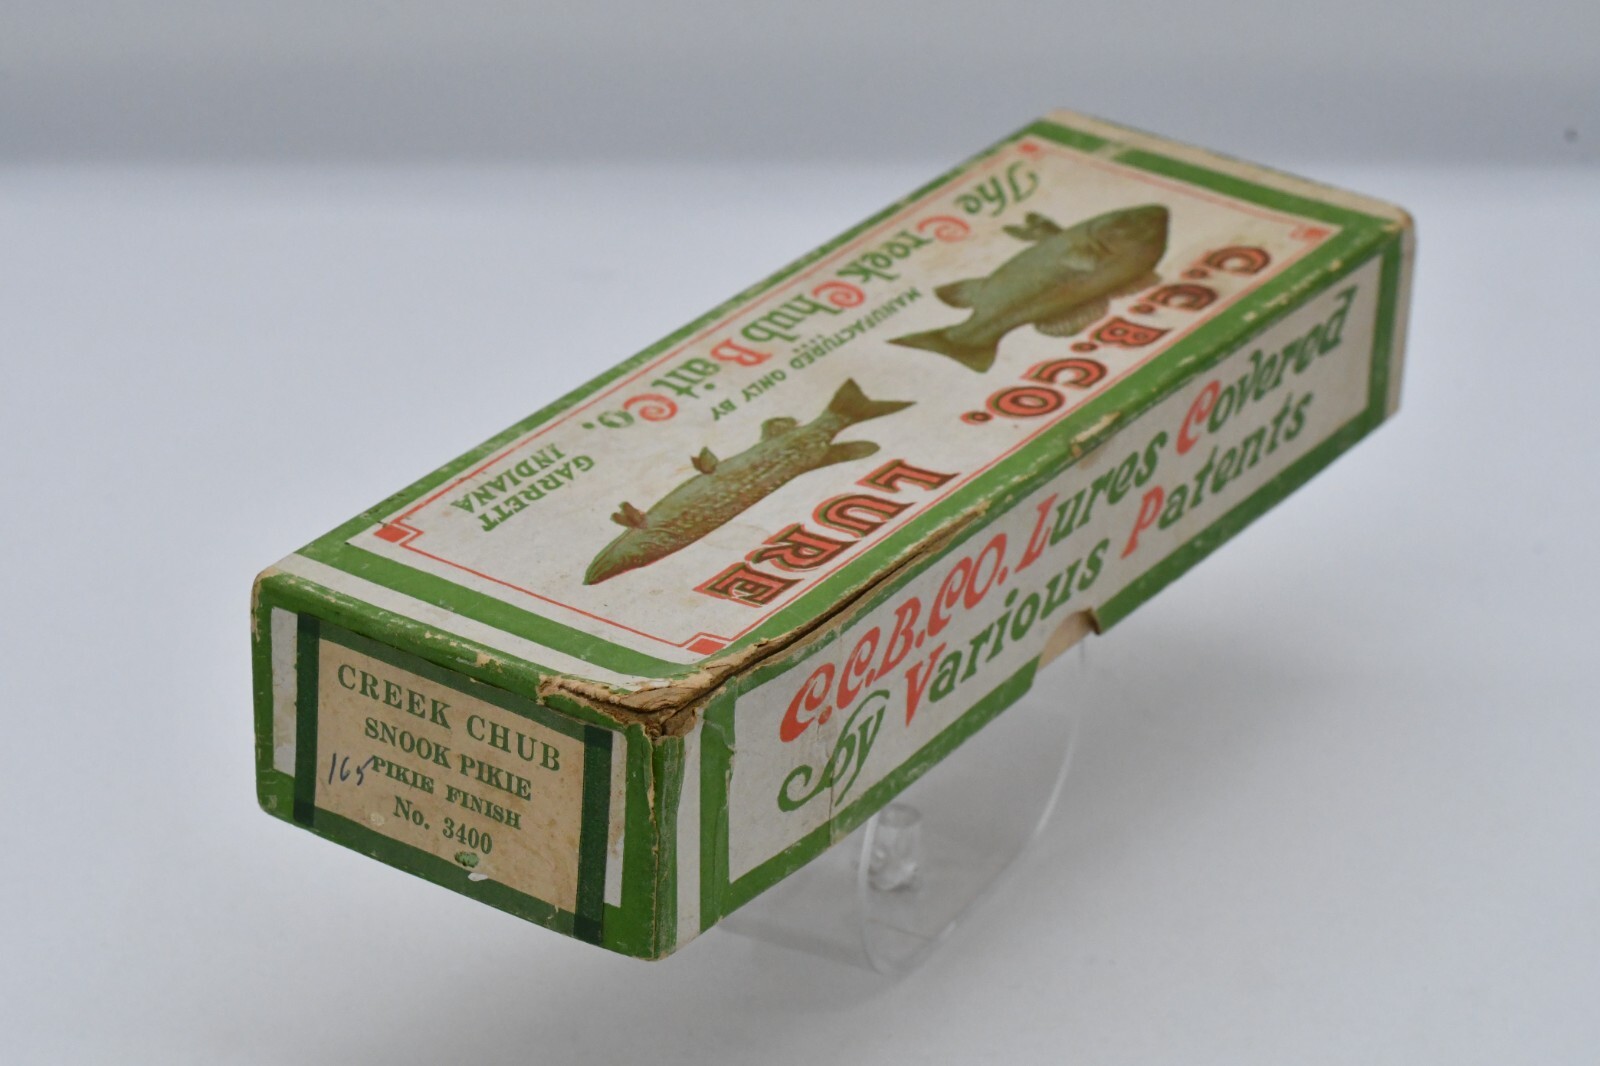 C.C.B.CO. LURE
MANUFACTURED ONLY BY
The Creek Chub Bait Co.
GARRETT
INDIANA
C.C.B.CO. Lures Covered
by Various Patents
CREEK CHUB
SNOOK PIKIE
165
PIKIE FINISH
No. 3400